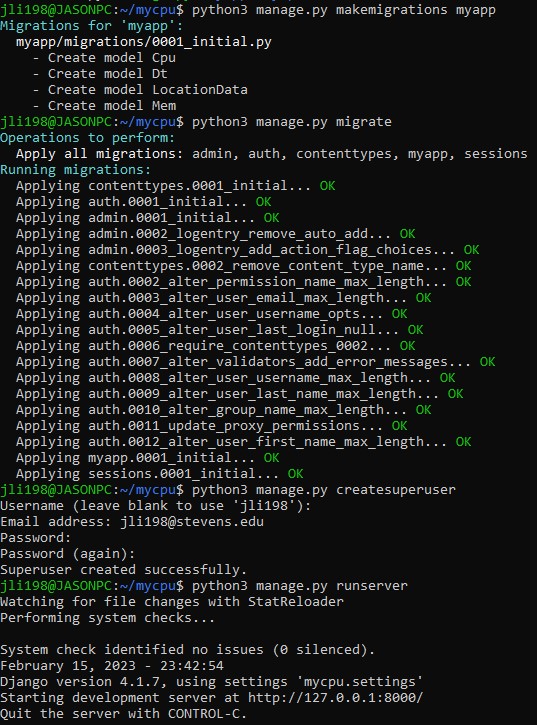 jli198@JASONPC:~/mycpu$ python3 manage.py makemigrations myapp
Migrations for 'myapp':
  myapp/migrations/0001_initial.py
    - Create model Cpu
    - Create model Dt
    - Create model LocationData
    - Create model Mem
jli198@JASONPC:~/mycpu$ python3 manage.py migrate
Operations to perform:
  Apply all migrations: admin, auth, contenttypes, myapp, sessions
Running migrations:
  Applying contenttypes.0001_initial... OK
  Applying auth.0001_initial... OK
  Applying admin.0001_initial... OK
  Applying admin.0002_logentry_remove_auto_add... OK
  Applying admin.0003_logentry_add_action_flag_choices... OK
  Applying contenttypes.0002_remove_content_type_name... OK
  Applying auth.0002_alter_permission_name_max_length... OK
  Applying auth.0003_alter_user_email_max_length... OK
  Applying auth.0004_alter_user_username_opts... OK
  Applying auth.0005_alter_user_last_login_null... OK
  Applying auth.0006_require_contenttypes_0002... OK
  Applying auth.0007_alter_validators_add_error_messages... OK
  Applying auth.0008_alter_user_username_max_length... OK
  Applying auth.0009_alter_user_last_name_max_length... OK
  Applying auth.0010_alter_group_name_max_length... OK
  Applying auth.0011_update_proxy_permissions... OK
  Applying auth.0012_alter_user_first_name_max_length... OK
  Applying myapp.0001_initial... OK
  Applying sessions.0001_initial... OK
jli198@JASONPC:~/mycpu$ python3 manage.py createsuperuser
Username (leave blank to use 'jli198'):
Email address: jli198@stevens.edu
Password:
Password (again):
Superuser created successfully.
jli198@JASONPC:~/mycpu$ python3 manage.py runserver
Watching for file changes with StatReloader
Performing system checks...

System check identified no issues (0 silenced).
February 15, 2023 - 23:42:54
Django version 4.1.7, using settings 'mycpu.settings'
Starting development server at http://127.0.0.1:8000/
Quit the server with CONTROL-C.